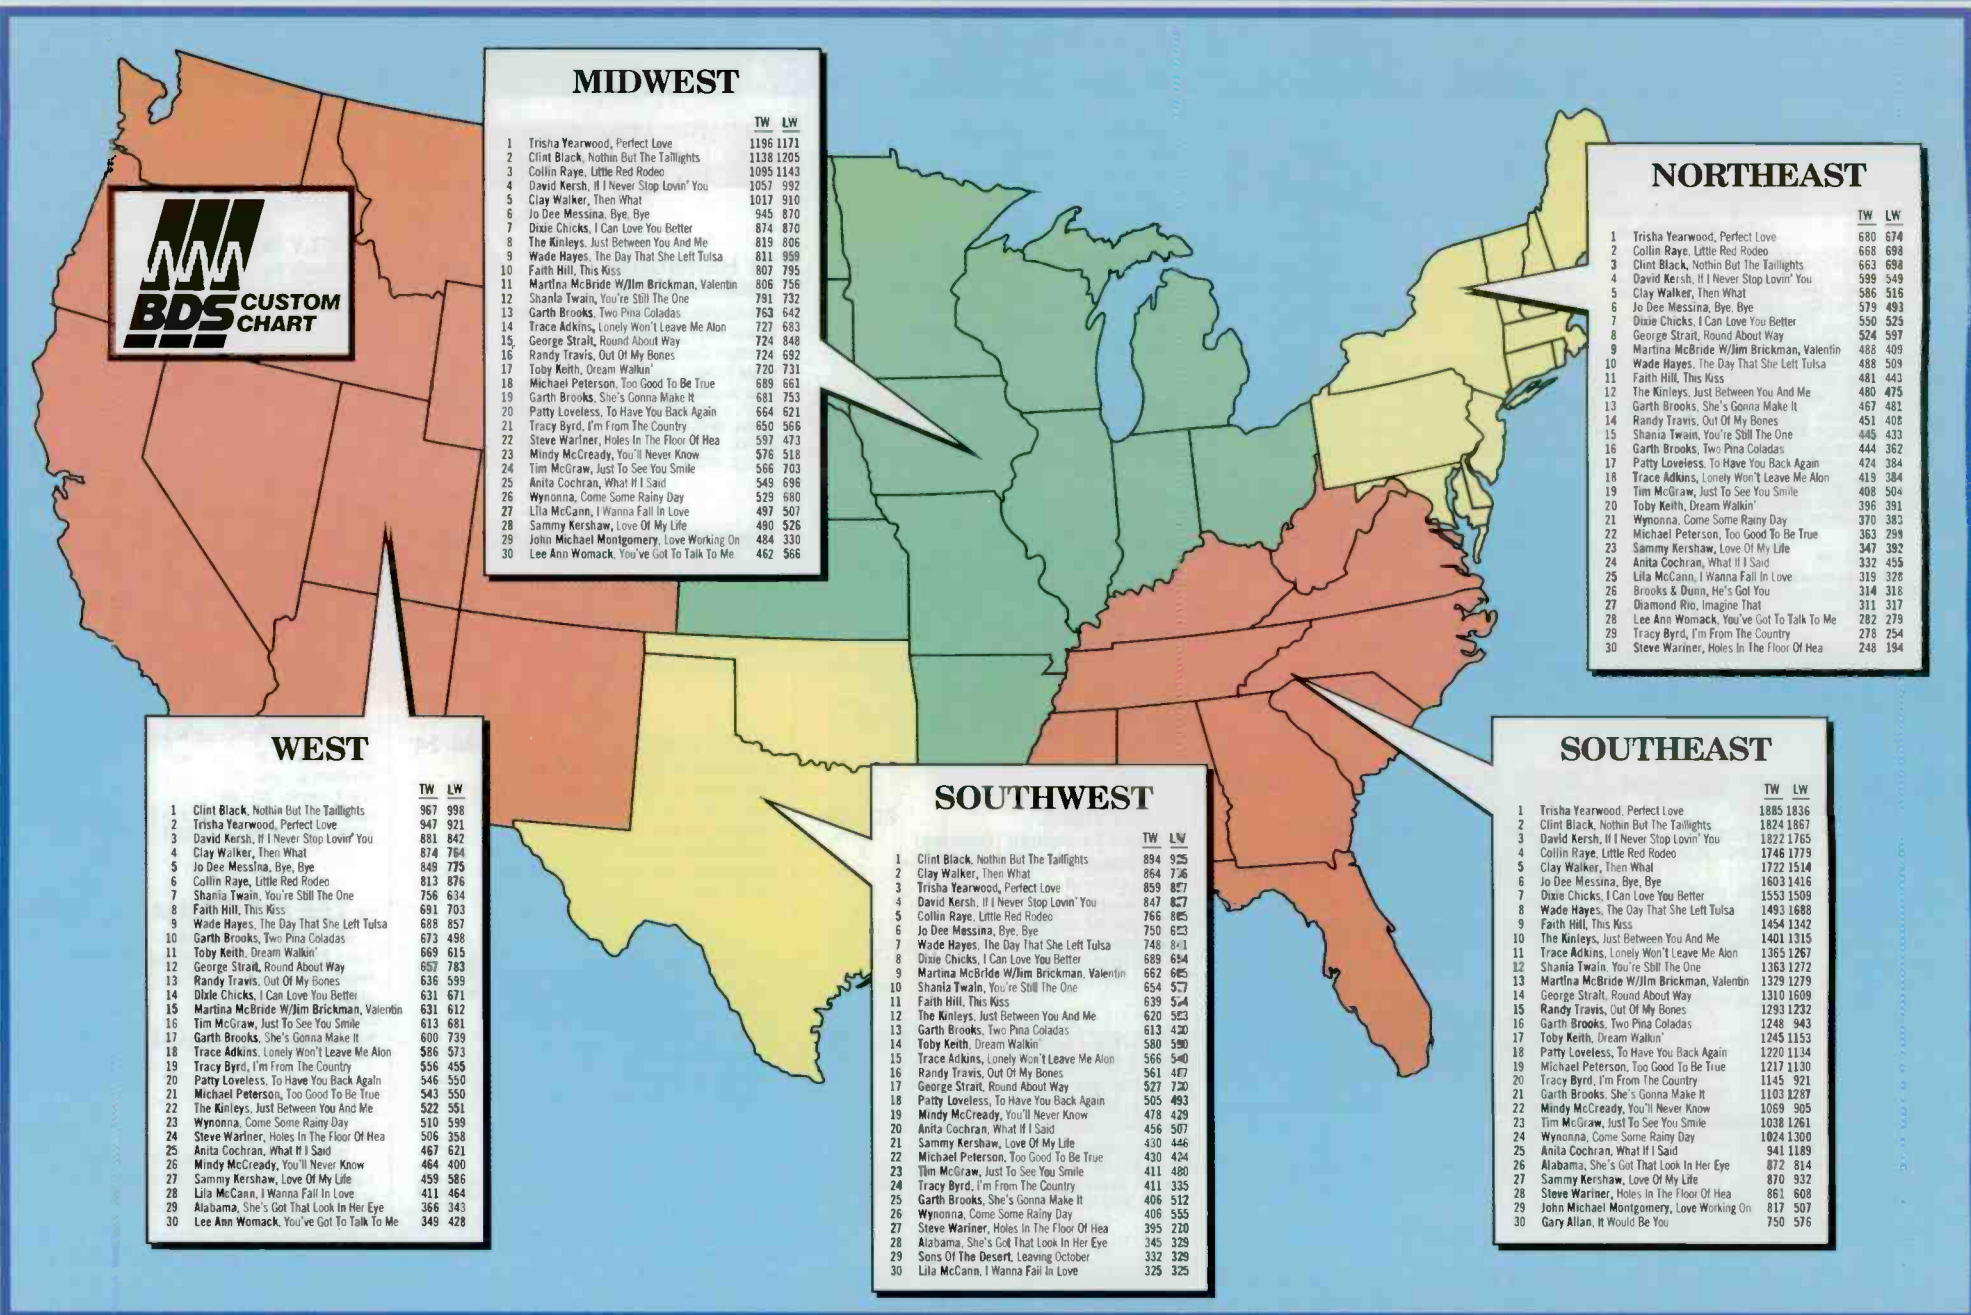 MIDWEST
TW LW
1 Trisha Yearwood, Perfect Love 1196 1171
2 Clint Black, Nothin But The Taillights 1138 1205
3 Collin Raye, Little Red Rodeo 1095 1143
4 David Kersh, If I Never Stop Lovin' You 1057 992
5 Clay Walker, Then What 1017 910
6 Jo Dee Messina, Bye, Bye 945 870
7 Dixie Chicks, I Can Love You Better 874 870
8 The Kinleys, Just Between You And Me 819 806
9 Wade Hayes, The Day That She Left Tulsa 811 959
10 Faith Hill, This Kiss 807 795
11 Martina McBride W/Jim Brickman, Valentin 806 756
12 Shania Twain, You're Still The One 791 732
13 Garth Brooks, Two Pina Coladas 763 642
14 Trace Adkins, Lonely Won't Leave Me Alon 727 683
15 George Strait, Round About Way 724 848
16 Randy Travis, Out Of My Bones 724 692
17 Toby Keith, Dream Walkin' 720 731
18 Michael Peterson, Too Good To Be True 689 661
19 Garth Brooks, She's Gonna Make It 681 753
20 Patty Loveless, To Have You Back Again 664 621
21 Tracy Byrd, I'm From The Country 650 566
22 Steve Wariner, Holes In The Floor Of Hea 597 473
23 Mindy McCready, You'll Never Know 576 518
24 Tim McGraw, Just To See You Smile 566 703
25 Anita Cochran, What If I Said 549 696
26 Wynonna, Come Some Rainy Day 529 680
27 Lila McCann, I Wanna Fall In Love 497 507
28 Sammy Kershaw, Love Of My Life 490 526
29 John Michael Montgomery, Love Working On 484 330
30 Lee Ann Womack, You've Got To Talk To Me 462 566
NORTHEAST
TW LW
1 Trisha Yearwood, Perfect Love 680 674
2 Collin Raye, Little Red Rodeo 668 698
3 Clint Black, Nothin But The Taillights 663 698
4 David Kersh, If I Never Stop Lovin' You 599 549
5 Clay Walker, Then What 586 516
6 Jo Dee Messina, Bye, Bye 579 493
7 Dixie Chicks, I Can Love You Better 550 525
8 George Strait, Round About Way 524 597
9 Martina McBride W/Jim Brickman, Valentin 488 409
10 Wade Hayes, The Day That She Left Tulsa 488 509
11 Faith Hill, This Kiss 481 443
12 The Kinleys, Just Between You And Me 480 475
13 Garth Brooks, She's Gonna Make It 467 481
14 Randy Travis, Out Of My Bones 451 408
15 Shania Twain, You're Still The One 445 433
16 Garth Brooks, Two Pina Coladas 444 362
17 Patty Loveless, To Have You Back Again 424 384
18 Trace Adkins, Lonely Won't Leave Me Alon 419 384
19 Tim McGraw, Just To See You Smile 408 504
20 Toby Keith, Dream Walkin' 396 391
21 Wynonna, Come Some Rainy Day 370 383
22 Michael Peterson, Too Good To Be True 363 299
23 Sammy Kershaw, Love Of My Life 347 392
24 Anita Cochran, What If I Said 332 455
25 Lila McCann, I Wanna Fall In Love 319 328
26 Brooks & Dunn, He's Got You 314 318
27 Diamond Rio, Imagine That 311 317
28 Lee Ann Womack, You've Got To Talk To Me 282 279
29 Tracy Byrd, I'm From The Country 278 254
30 Steve Wariner, Holes In The Floor Of Hea 248 194
BDS CUSTOM
CHART
WEST
TW LW
1 Clint Black, Nothin But The Taillights 967 998
2 Trisha Yearwood, Perfect Love 947 921
3 David Kersh, If I Never Stop Lovin' You 881 842
4 Clay Walker, Then What 874 764
5 Jo Dee Messina, Bye, Bye 849 775
6 Collin Raye, Little Red Rodeo 813 876
7 Shania Twain, You're Still The One 756 634
8 Faith Hill, This Kiss 691 703
9 Wade Hayes, The Day That She Left Tulsa 688 857
10 Garth Brooks, Two Pina Coladas 673 498
11 Toby Keith, Dream Walkin' 669 615
12 George Strait, Round About Way 657 783
13 Randy Travis, Out Of My Bones 636 599
14 Dixie Chicks, I Can Love You Better 631 671
15 Martina McBride W/Jim Brickman, Valentin 631 612
16 Tim McGraw, Just To See You Smile 613 681
17 Garth Brooks, She's Gonna Make It 600 739
18 Trace Adkins, Lonely Won't Leave Me Alon 586 573
19 Tracy Byrd, I'm From The Country 556 455
20 Patty Loveless, To Have You Back Again 546 550
21 Michael Peterson, Too Good To Be True 543 550
22 The Kinleys, Just Between You And Me 522 551
23 Wynonna, Come Some Rainy Day 510 599
24 Steve Wariner, Holes In The Floor Of Hea 506 358
25 Anita Cochran, What If I Said 467 621
26 Mindy McCready, You'll Never Know 464 400
27 Sammy Kershaw, Love Of My Life 459 586
28 Lila McCann, I Wanna Fall In Love 411 464
29 Alabama, She's Got That Look In Her Eye 366 343
30 Lee Ann Womack, You've Got To Talk To Me 349 428
SOUTHWEST
TW LW
1 Clint Black, Nothin But The Taillights 894 925
2 Clay Walker, Then What 864
3 Trisha Yearwood, Perfect Love 859
4 David Kersh, If I Never Stop Lovin' You 847
5 Collin Raye, Little Red Rodeo 766
6 Jo Dee Messina, Bye, Bye 750
7 Wade Hayes, The Day That She Left Tulsa 748
8 Dixie Chicks, I Can Love You Better 689 654
9 Martina McBride W/Jim Brickman, Valentin 662
10 Shania Twain, You're Still The One 654
11 Faith Hill, This Kiss 639
12 The Kinleys, Just Between You And Me 620
13 Garth Brooks, Two Pina Coladas 613
14 Toby Keith, Dream Walkin' 580 590
15 Trace Adkins, Lonely Won't Leave Me Alon 566 540
16 Randy Travis, Out Of My Bones 561
17 George Strait, Round About Way 527 720
18 Patty Loveless, To Have You Back Again 505 493
19 Mindy McCready, You'll Never Know 478 429
20 Anita Cochran, What If I Said 456 507
21 Sammy Kershaw, Love Of My Life 430 446
22 Michael Peterson, Too Good To Be True 430 424
23 Tim McGraw, Just To See You Smile 411 480
24 Tracy Byrd, I'm From The Country 411 335
25 Garth Brooks, She's Gonna Make It 406 512
26 Wynonna, Come Some Rainy Day 406 555
27 Steve Wariner, Holes In The Floor Of Hea 395 220
28 Alabama, She's Got That Look In Her Eye 345 329
29 Sons Of The Desert, Leaving October 332 329
30 Lila McCann, I Wanna Fall In Love 325 325
SOUTHEAST
TW LW
1 Trisha Yearwood, Perfect Love 1885 1836
2 Clint Black, Nothin But The Taillights 1824 1867
3 David Kersh, If I Never Stop Lovin' You 1822 1765
4 Collin Raye, Little Red Rodeo 1746 1779
5 Clay Walker, Then What 1722 1514
6 Jo Dee Messina, Bye, Bye 1603 1416
7 Dixie Chicks, I Can Love You Better 1553 1509
8 Wade Hayes, The Day That She Left Tulsa 1493 1688
9 Faith Hill, This Kiss 1454 1342
10 The Kinleys, Just Between You And Me 1401 1315
11 Trace Adkins, Lonely Won't Leave Me Alon 1365 1267
12 Shania Twain, You're Still The One 1363 1272
13 Martina McBride W/Jim Brickman, Valentin 1329 1279
14 George Strait, Round About Way 1310 1609
15 Randy Travis, Out Of My Bones 1293 1232
16 Garth Brooks, Two Pina Coladas 1248 943
17 Toby Keith, Dream Walkin' 1245 1153
18 Patty Loveless, To Have You Back Again 1220 1134
19 Michael Peterson, Too Good To Be True 1217 1130
20 Tracy Byrd, I'm From The Country 1145 921
21 Garth Brooks, She's Gonna Make It 1103 1287
22 Mindy McCready, You'll Never Know 1069 905
23 Tim McGraw, Just To See You Smile 1038 1261
24 Wynonna, Come Some Rainy Day 1024 1300
25 Anita Cochran, What If I Said 941 1189
26 Alabama, She's Got That Look In Her Eye 872 814
27 Sammy Kershaw, Love Of My Life 870 932
28 Steve Wariner, Holes In The Floor Of Hea 861 608
29 John Michael Montgomery, Love Working On 817 507
30 Gary Allan, It Would Be You 750 576